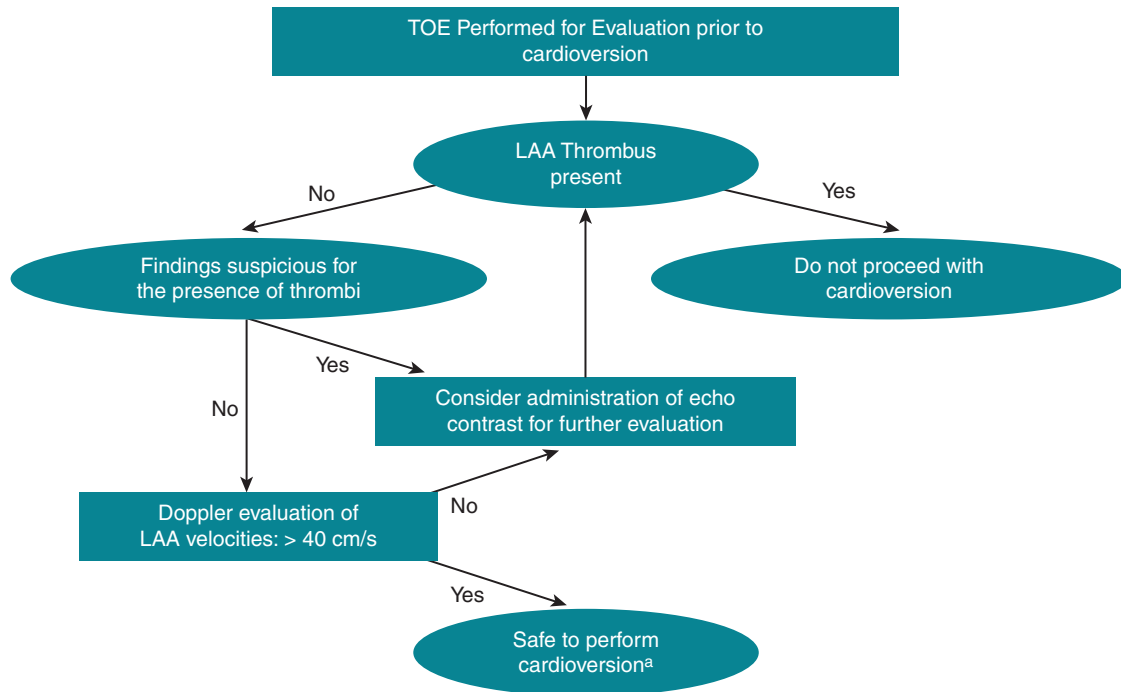 TOE Performed for Evaluation prior to
cardioversion
LAA Thrombus
present
No
Yes
Findings suspicious for
the presence of thrombi
Do not proceed with
cardioversion
Yes
No
Consider administration of echo
contrast for further evaluation
Doppler evaluation of
LAA velocities: > 40 cm/s
No
Yes
Safe to perform
cardioversionᵃ